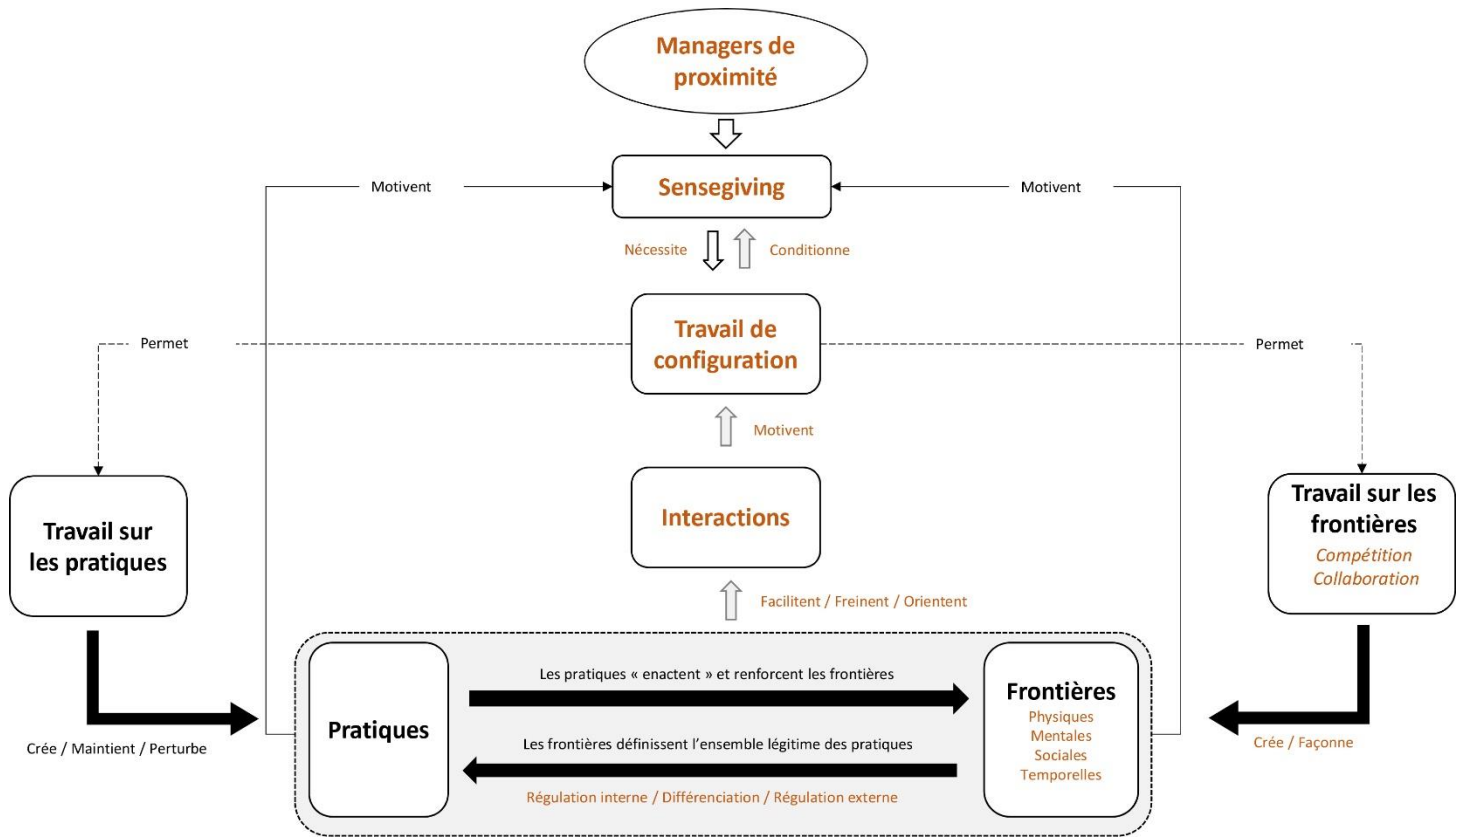 Managers de
proximité
Motivent
Sensegiving
Motivent
Nécessite
Conditionne
Permet
Travail de
configuration
Permet
Motivent
Travail sur
les pratiques
Interactions
Travail sur les
frontières
Compétition
Collaboration
Facilitent / Freinent / Orientent
Les pratiques « enactent » et renforcent les frontières
Pratiques
Frontières
Physiques
Mentales
Sociales
Temporelles
Crée / Maintient / Perturbe
Les frontières définissent l’ensemble légitime des pratiques
Crée / Façonne
Régulation interne / Différenciation / Régulation externe